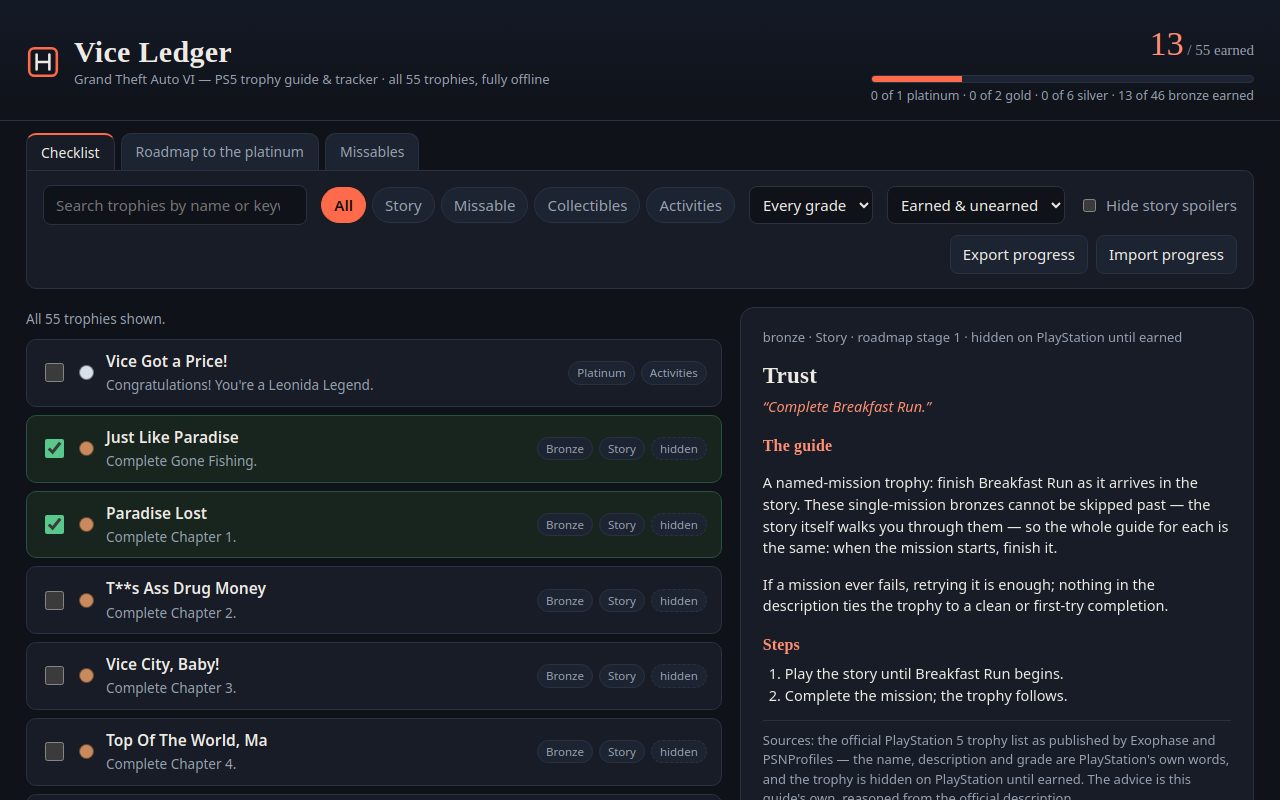 H
Vice Ledger
Grand Theft Auto VI — PS5 trophy guide & tracker · all 55 trophies, fully offline
13 / 55 earned
0 of 1 platinum · 0 of 2 gold · 0 of 6 silver · 13 of 46 bronze earned
Checklist
Roadmap to the platinum
Missables
Search trophies by name or key
All
Story
Missable
Collectibles
Activities
Every grade
Earned & unearned
Hide story spoilers
Export progress
Import progress
All 55 trophies shown.
Vice Got a Price!
Congratulations! You're a Leonida Legend.
Platinum
Activities
Just Like Paradise
Complete Gone Fishing.
Bronze
Story
hidden
Paradise Lost
Complete Chapter 1.
Bronze
Story
hidden
T**s Ass Drug Money
Complete Chapter 2.
Bronze
Story
hidden
Vice City, Baby!
Complete Chapter 3.
Bronze
Story
hidden
Top Of The World, Ma
Complete Chapter 4.
Bronze
Story
hidden
bronze · Story · roadmap stage 1 · hidden on PlayStation until earned
Trust
“Complete Breakfast Run.”
The guide
A named-mission trophy: finish Breakfast Run as it arrives in the
story. These single-mission bronzes cannot be skipped past — the
story itself walks you through them — so the whole guide for each is
the same: when the mission starts, finish it.
If a mission ever fails, retrying it is enough; nothing in the
description ties the trophy to a clean or first-try completion.
Steps
1. Play the story until Breakfast Run begins.
2. Complete the mission; the trophy follows.
Sources: the official PlayStation 5 trophy list as published by Exophase and
PSNProfiles — the name, description and grade are PlayStation's own words,
and the trophy is hidden on PlayStation until earned. The advice is this
guide's own, reasoned from the official description.